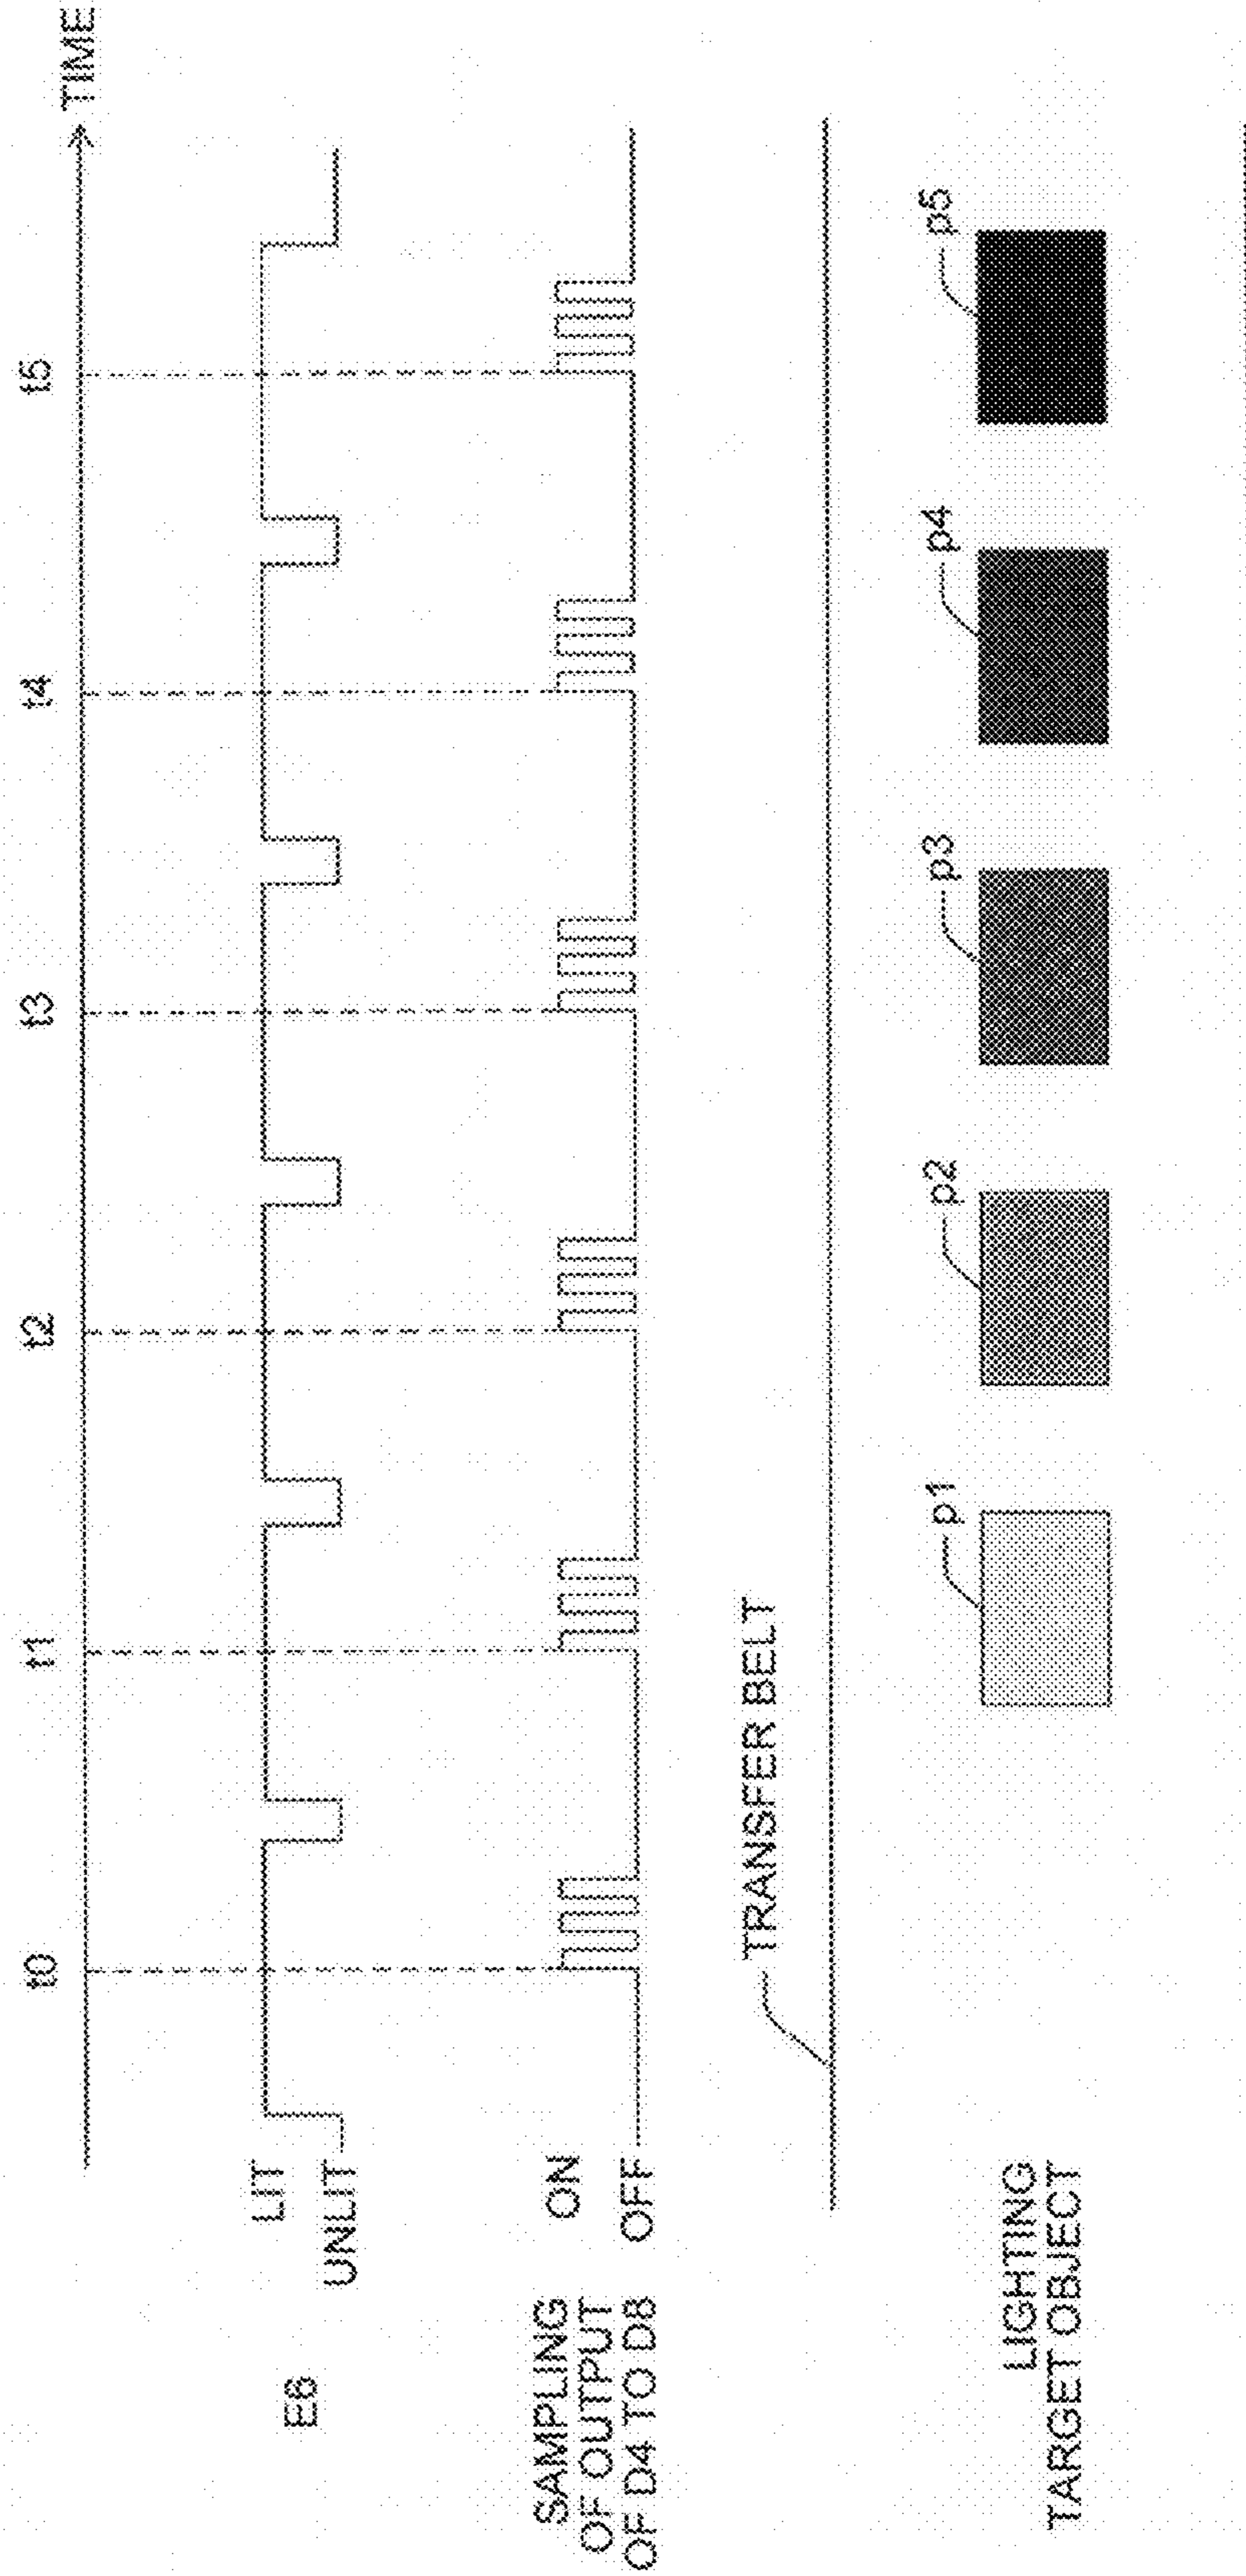 TIME
t0
t1
t2
t3
t4
t5
E6
LIT
UNLIT
SAMPLING
OF OUTPUT
OF D4 TO D8
ON
OFF
TRANSFER BELT
LIGHTING
TARGET OBJECT
p1
p2
p3
p4
p5